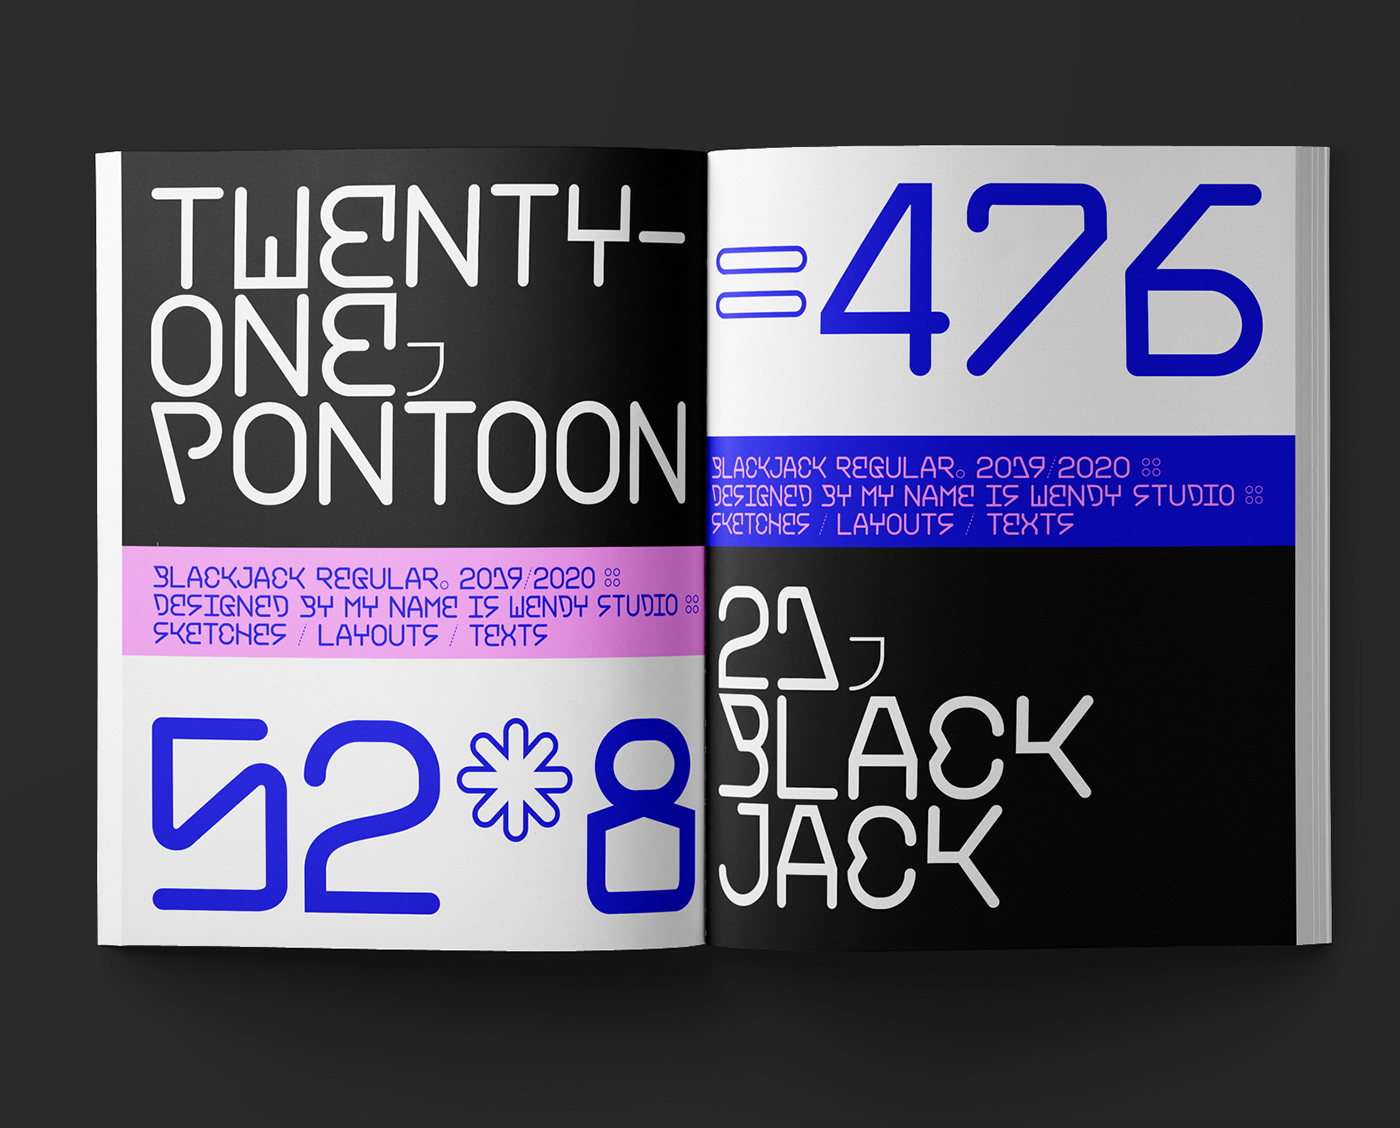 TWENTY-
ONE,
PONTOON
BLACKJACK REGULAR. 2019/2020
DESIGNED BY MY NAME IS WENDY STUDIO
SKETCHES / LAYOUTS / TEXTS
52*8
=476
BLACKJACK REGULAR. 2019/2020
DESIGNED BY MY NAME IS WENDY STUDIO
SKETCHES / LAYOUTS / TEXTS
21,
BLACK
JACK